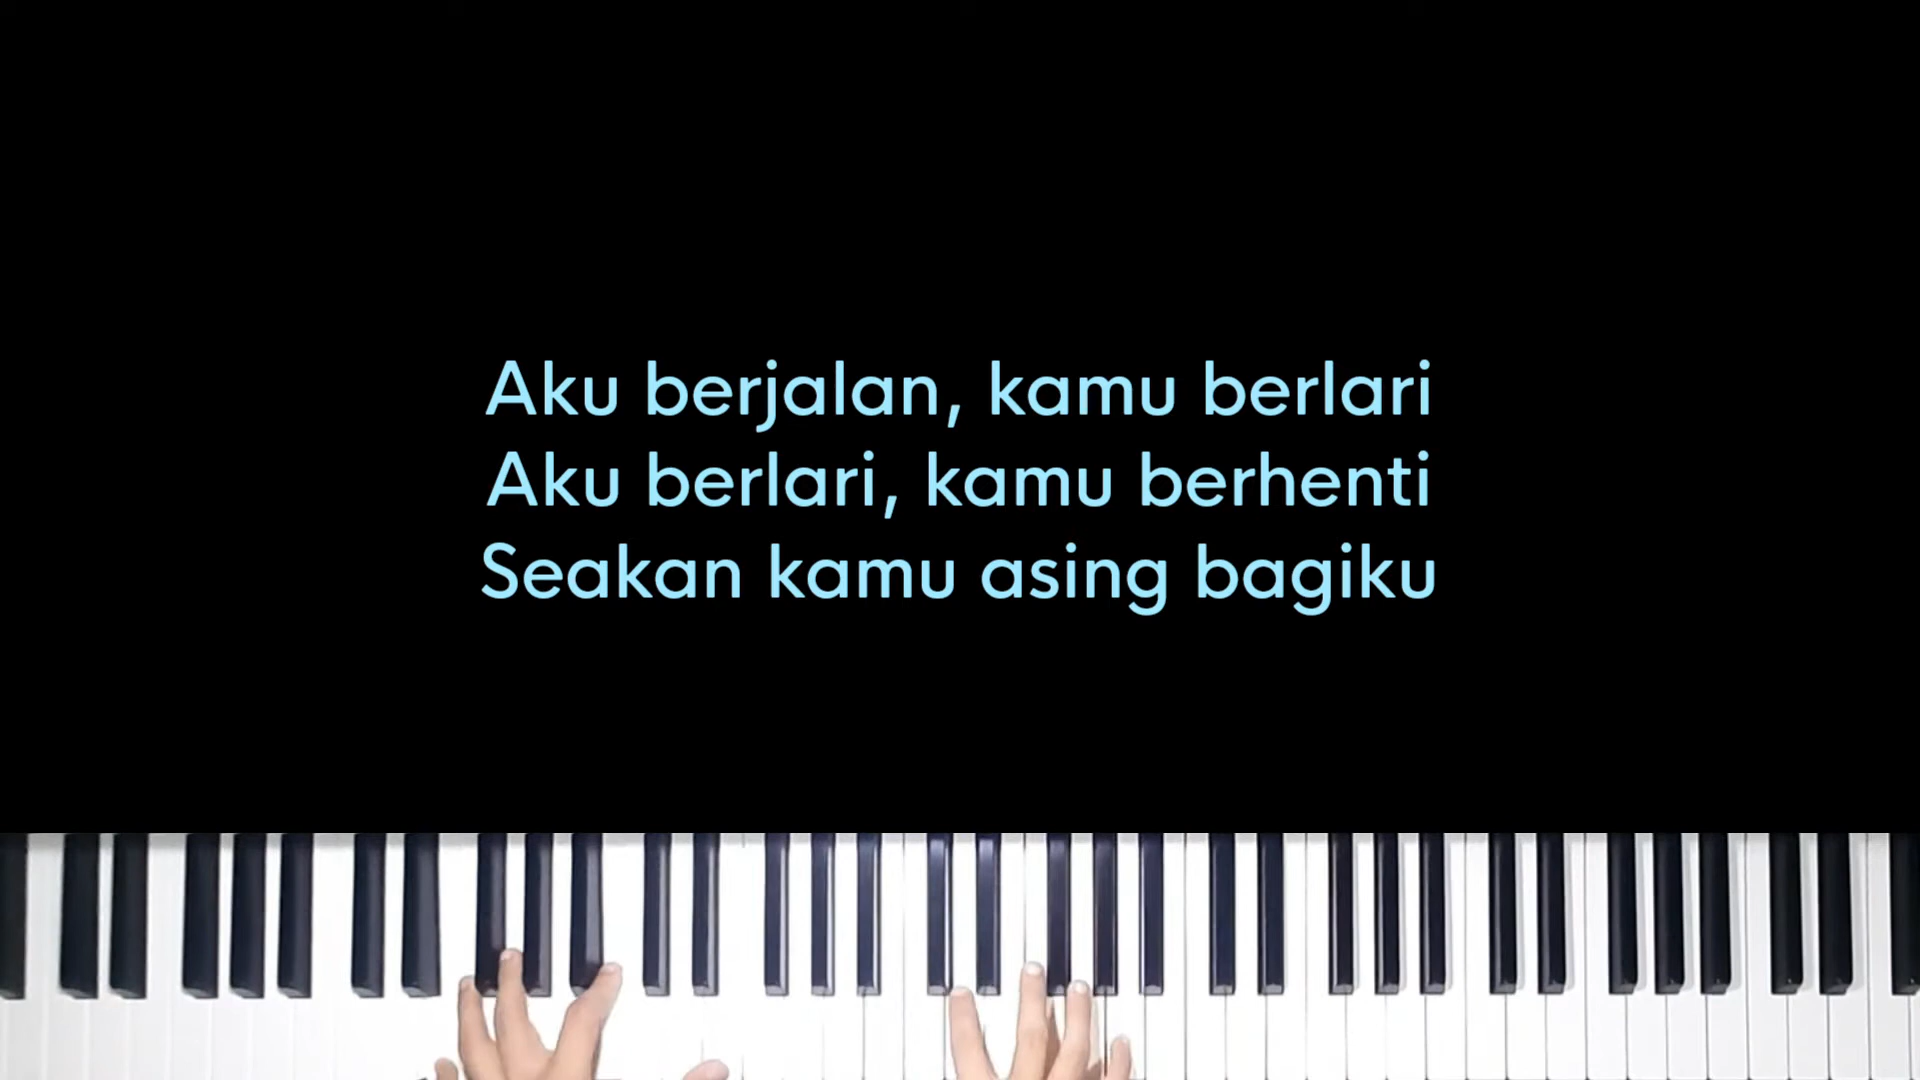 Aku berjalan, kamu berlari
Aku berlari, kamu berhenti
Seakan kamu asing bagiku